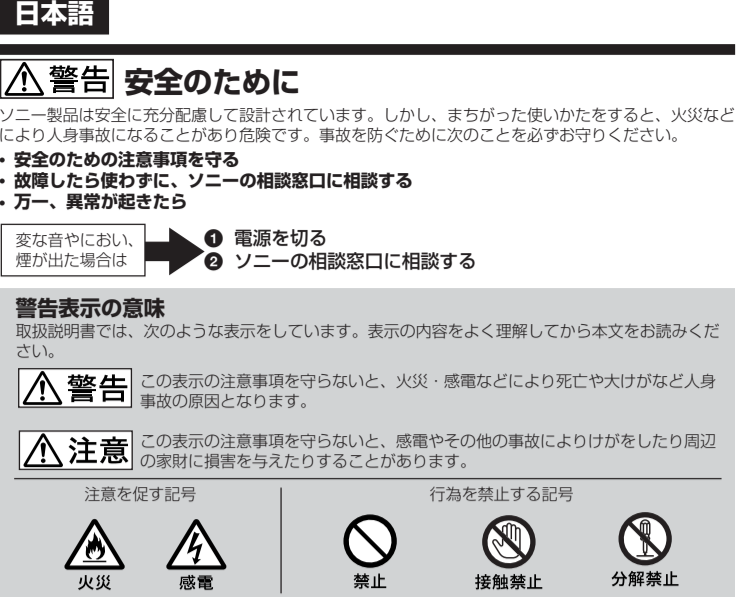 日本語
警告 安全のために
ソニー製品は安全に充分配慮して設計されています。しかし、まちがった使いかたをすると、火災など
により人身事故になることがあり危険です。事故を防ぐために次のことを必ずお守りください。
• 安全のための注意事項を守る
• 故障したら使わずに、ソニーの相談窓口に相談する
• 万一、異常が起きたら
変な音やにおい、
煙が出た場合は
❶ 電源を切る
❷ ソニーの相談窓口に相談する
警告表示の意味
取扱説明書では、次のような表示をしています。表示の内容をよく理解してから本文をお読みくだ
さい。
警告
この表示の注意事項を守らないと、火災・感電などにより死亡や大けがなど人身
事故の原因となります。
注意
この表示の注意事項を守らないと、感電やその他の事故によりけがをしたり周辺
の家財に損害を与えたりすることがあります。
注意を促す記号
行為を禁止する記号
火災
感電
禁止
接触禁止
分解禁止